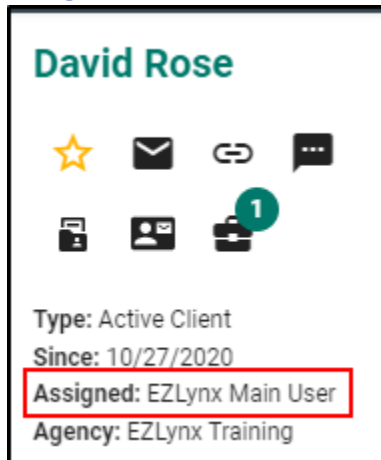 David Rose
1
Type: Active Client
Since: 10/27/2020
Assigned: EZLynx Main User
Agency: EZLynx Training